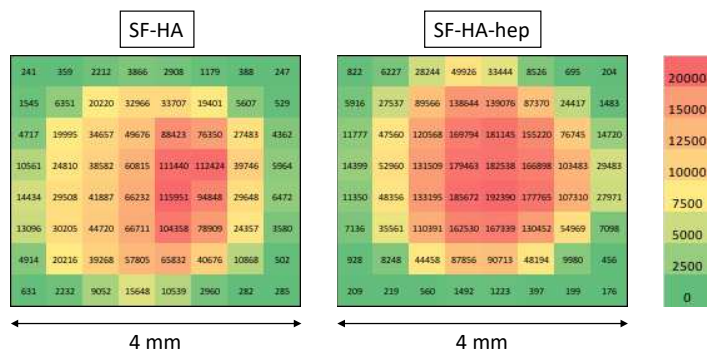 SF-HA
SF-HA-hep
241 359 2212 3866 2908 1179 388 247
1545 6351 20220 32966 33707 19401 5607 529
4717 19995 34657 49676 88423 76350 27483 4362
10561 24810 38582 60815 111440 112424 39746 5964
14434 29508 41887 66232 115951 94848 29648 6472
13096 30205 44720 66711 104358 78909 24357 3580
4914 20216 39268 57805 65832 40676 10868 502
631 2232 9052 15648 10539 2960 282 285
4 mm
822 6227 28244 49926 33444 8526 695 204
5916 27537 89566 138644 139076 87370 24417 1483
11777 47560 120568 169794 181145 155220 76745 14720
14399 52960 131509 179463 182538 166898 103483 29483
11350 48356 133195 185672 192390 177765 107310 27971
7136 35561 110391 162530 167339 130452 54969 7098
928 8248 44458 87856 90713 48194 9980 456
209 219 560 1492 1223 397 199 176
4 mm
20000
15000
12500
10000
7500
5000
2500
0